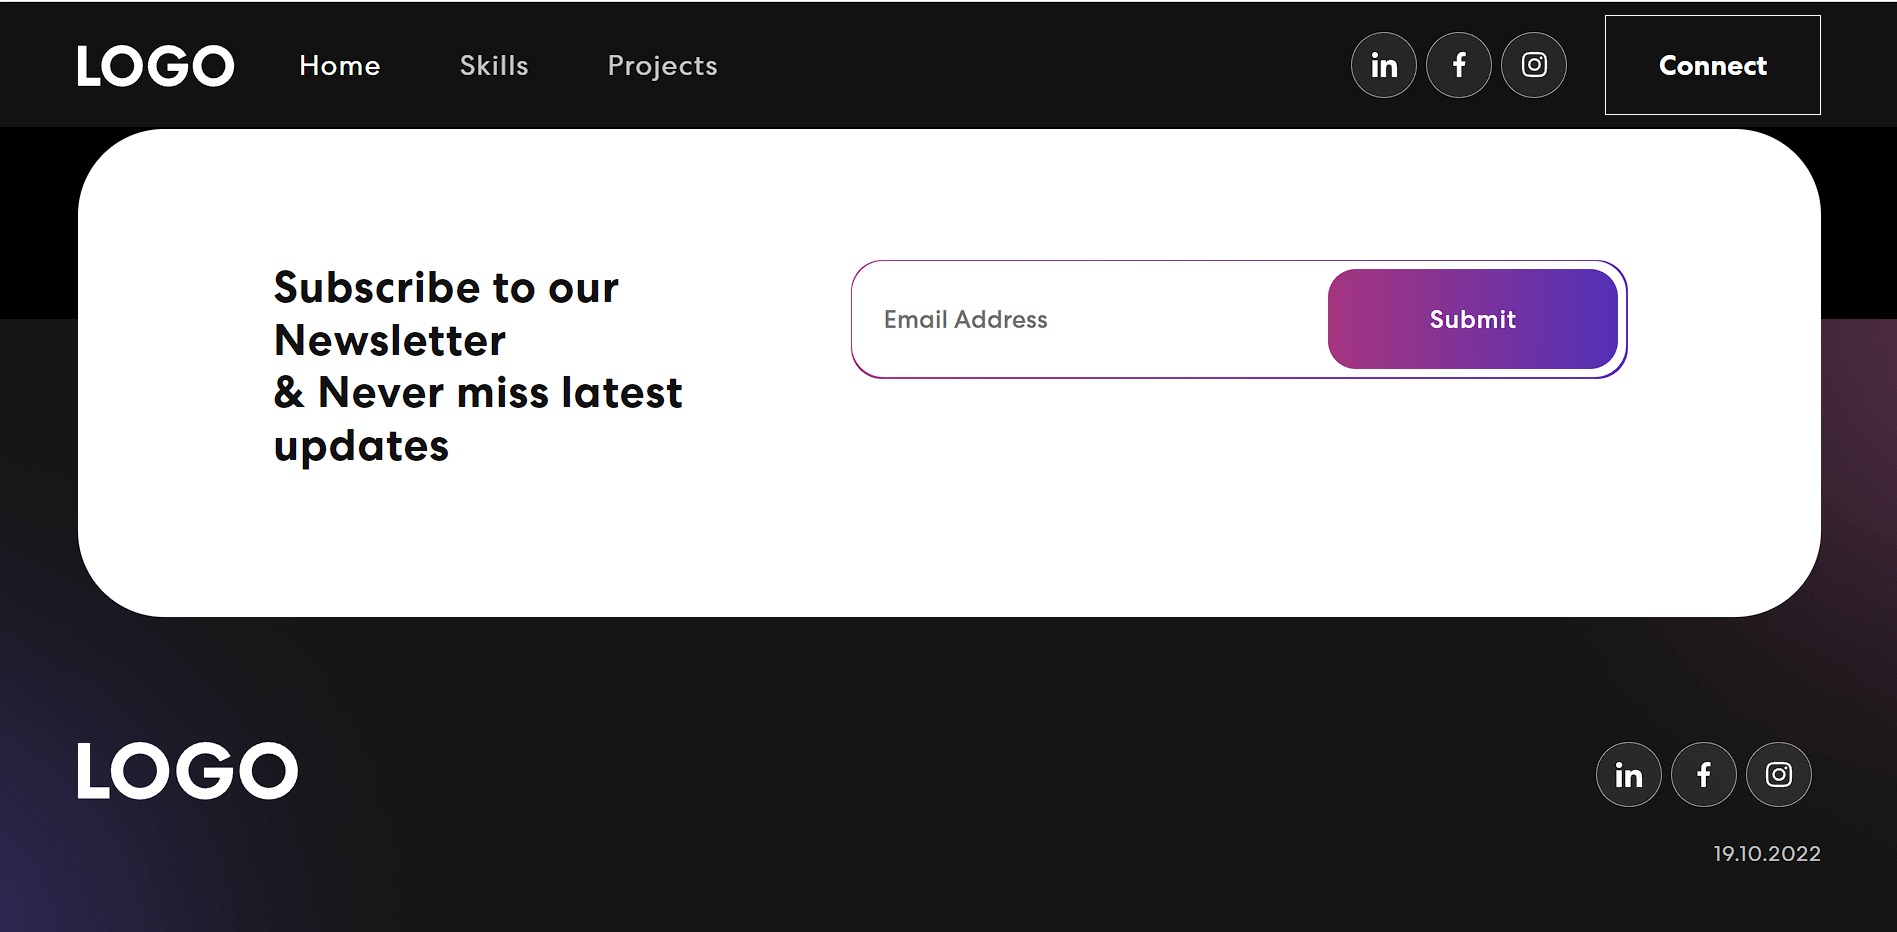 LOGO Home Skills Projects in f Connect
Subscribe to our
Newsletter
& Never miss latest
updates
Email Address Submit
LOGO in f
19.10.2022